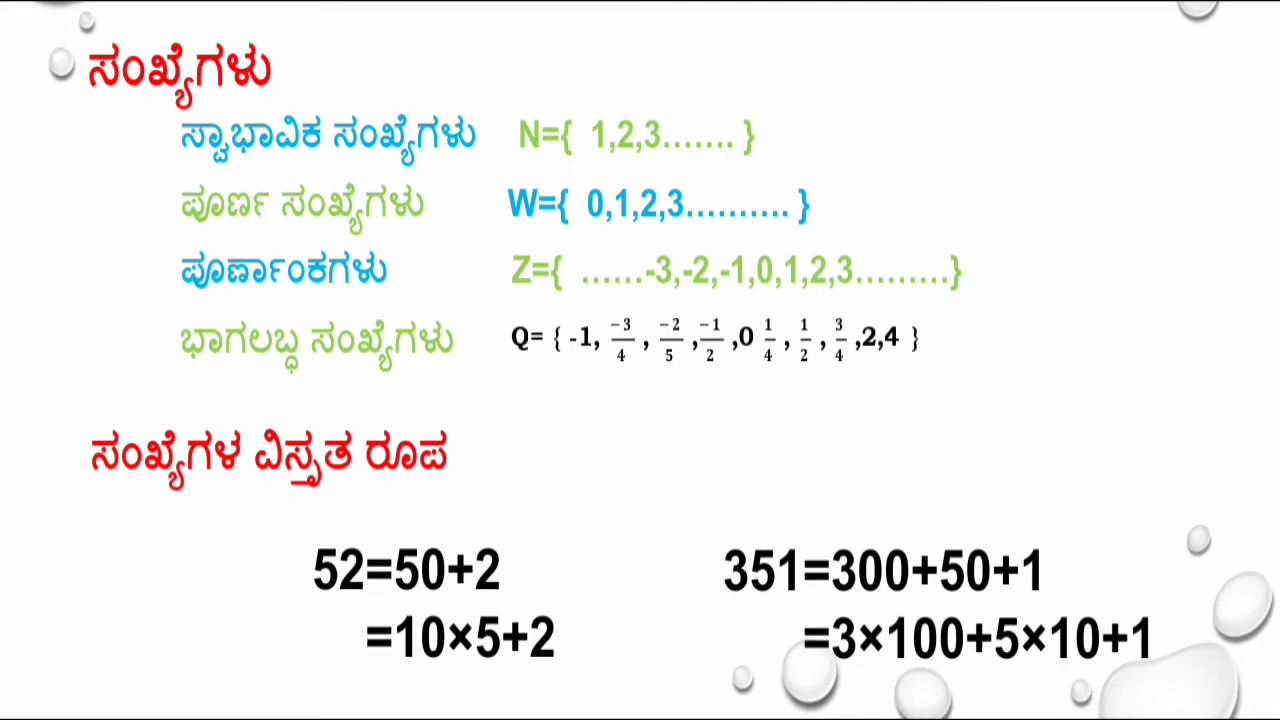 ಸಂಖ್ಯೆಗಳು
ಸ್ವಾಭಾವಿಕ ಸಂಖ್ಯೆಗಳು N={ 1,2,3....... }
ಪೂರ್ಣ ಸಂಖ್ಯೆಗಳು W={ 0,1,2,3.......... }
ಪೂರ್ಣಾಂಕಗಳು Z={ ......-3,-2,-1,0,1,2,3.........}
ಭಾಗಲಬ್ಧ ಸಂಖ್ಯೆಗಳು Q= { -1, −3/4 , −2/5 ,−1/2 ,0 1/4 , 1/2 , 3/4 ,2,4 }
ಸಂಖ್ಯೆಗಳ ವಿಸ್ತೃತ ರೂಪ
52=50+2 351=300+50+1
=10×5+2 =3×100+5×10+1